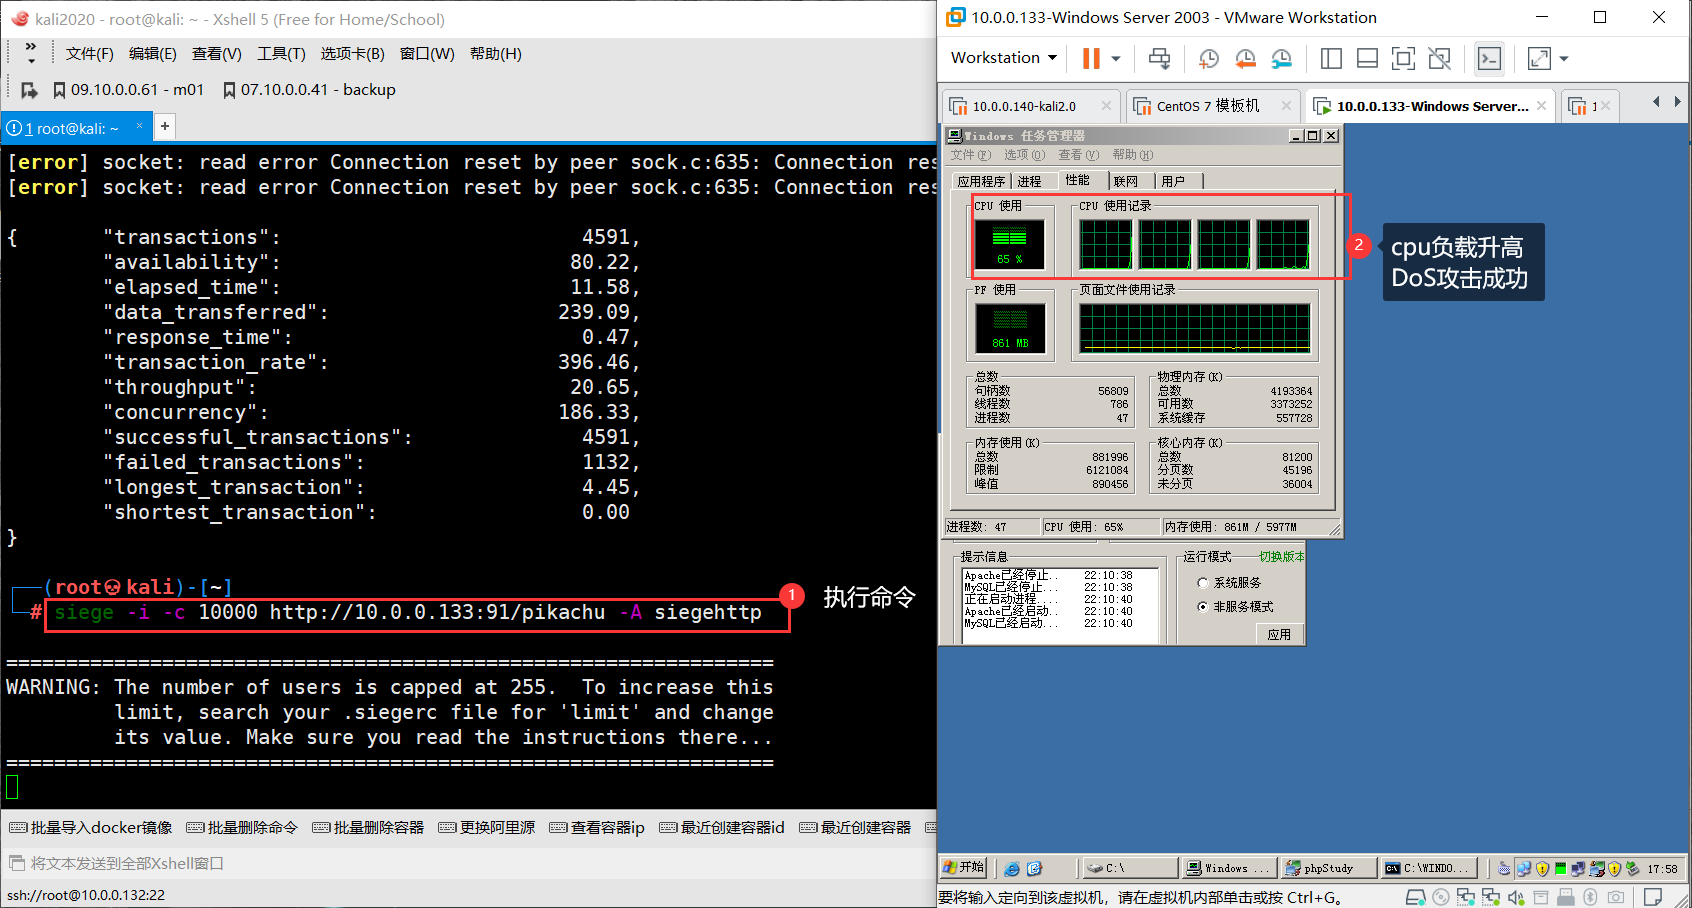 kali2020 - root@kali: ~ - Xshell 5 (Free for Home/School)
文件(F) 编辑(E) 查看(V) 工具(T) 选项卡(B) 窗口(W) 帮助(H)
09.10.0.0.61 - m01 07.10.0.0.41 - backup
1 root@kali: ~ × +
[error] socket: read error Connection reset by peer sock.c:635: Connection res
[error] socket: read error Connection reset by peer sock.c:635: Connection res
{ "transactions": 4591,
"availability": 80.22,
"elapsed_time": 11.58,
"data_transferred": 239.09,
"response_time": 0.47,
"transaction_rate": 396.46,
"throughput": 20.65,
"concurrency": 186.33,
"successful_transactions": 4591,
"failed_transactions": 1132,
"longest_transaction": 4.45,
"shortest_transaction": 0.00
}
(root💀kali)-[~]
# siege -i -c 10000 http://10.0.0.133:91/pikachu -A siegehttp
1 执行命令
================================================================
WARNING: The number of users is capped at 255. To increase this
limit, search your .siegerc file for 'limit' and change
its value. Make sure you read the instructions there...
================================================================
批量导入docker镜像 批量删除命令 批量删除容器 更换阿里源 查看容器ip 最近创建容器id 最近创建容器
将文本发送到全部Xshell窗口
ssh://root@10.0.0.132:22
10.0.0.133-Windows Server 2003 - VMware Workstation
Workstation
10.0.0.140-kali2.0 CentOS 7 模板机 10.0.0.133-Windows Server... 1
Windows 任务管理器
文件(F) 选项(O) 查看(V) 帮助(H)
应用程序 进程 性能 联网 用户
CPU 使用 CPU 使用记录
65 %
2 cpu负载升高
DoS攻击成功
PF 使用 页面文件使用记录
861 MB
总数
句柄数 56809
线程数 786
进程数 47
物理内存(K)
总数 4193364
可用数 3373252
系统缓存 557728
内存使用(K)
总数 881996
限制 6121084
峰值 890456
核心内存(K)
总数 81200
分页数 45196
未分页 36004
进程数: 47 CPU 使用: 65% 内存使用: 861M / 5977M
提示信息
Apache已经停止.. 22:10:38
MySQL已经停止... 22:10:38
正在启动进程... 22:10:40
Apache已经启动.. 22:10:40
MySQL已经启动... 22:10:40
运行模式 切换版本
系统服务
非服务模式
应用
开始 C:\ Windows ... phpStudy C:\WINDO... 17:58
要将输入定向到该虚拟机，请在虚拟机内部单击或按 Ctrl+G。